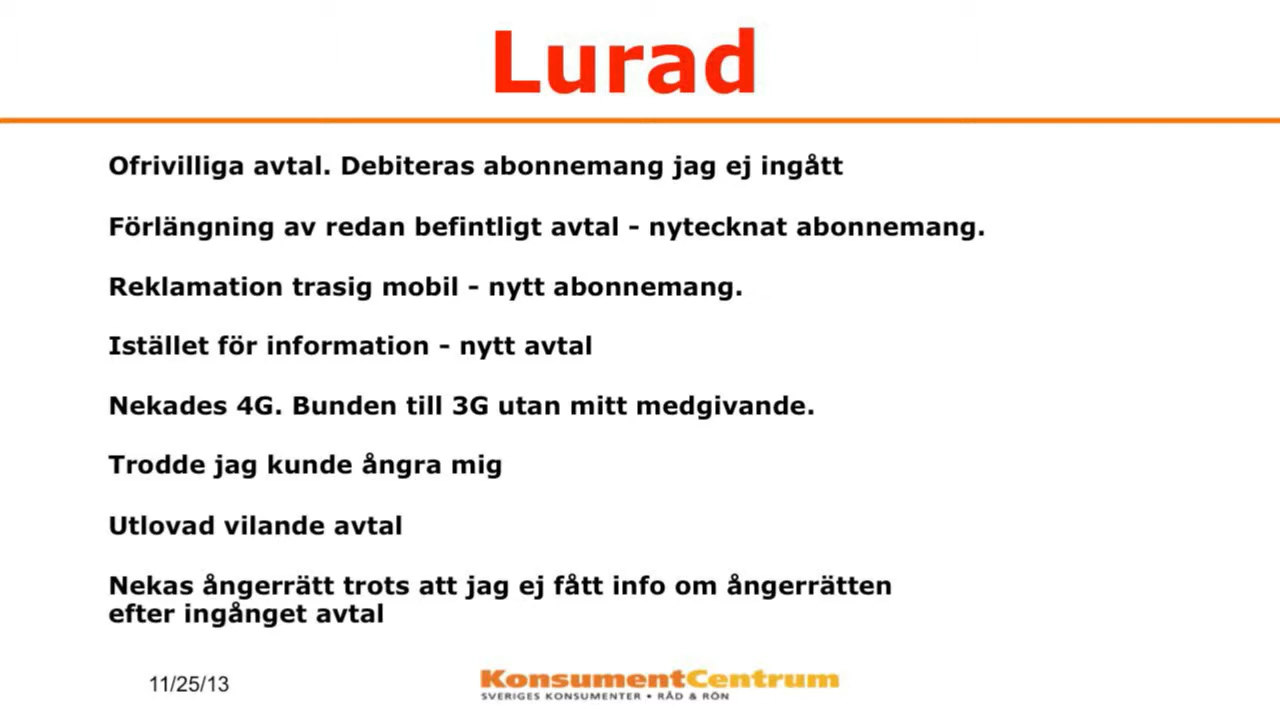 Lurad
Ofrivilliga avtal. Debiteras abonnemang jag ej ingått
Förlängning av redan befintligt avtal - nytecknat abonnemang.
Reklamation trasig mobil - nytt abonnemang.
Istället för information - nytt avtal
Nekades 4G. Bunden till 3G utan mitt medgivande.
Trodde jag kunde ångra mig
Utlovad vilande avtal
Nekas ångerrätt trots att jag ej fått info om ångerrätten
efter ingånget avtal
11/25/13
KonsumentCentrum
SVERIGES KONSUMENTER • RÅD & RÖN